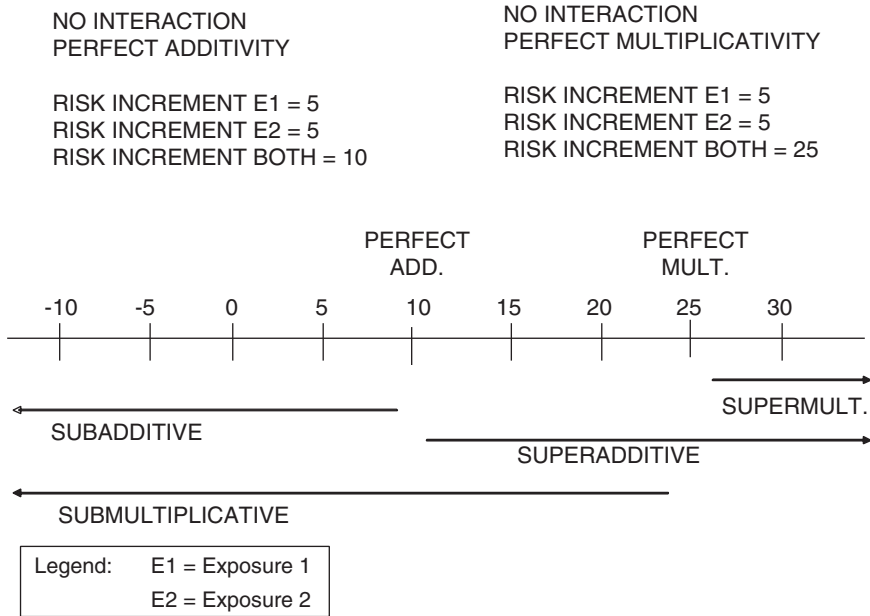 NO INTERACTION
PERFECT ADDITIVITY
RISK INCREMENT E1 = 5
RISK INCREMENT E2 = 5
RISK INCREMENT BOTH = 10
NO INTERACTION
PERFECT MULTIPLICATIVITY
RISK INCREMENT E1 = 5
RISK INCREMENT E2 = 5
RISK INCREMENT BOTH = 25
PERFECT
ADD.
PERFECT
MULT.
-10 -5 0 5 10 15 20 25 30
SUPERMULT.
SUBADDITIVE
SUPERADDITIVE
SUBMULTIPLICATIVE
Legend: E1 = Exposure 1
E2 = Exposure 2